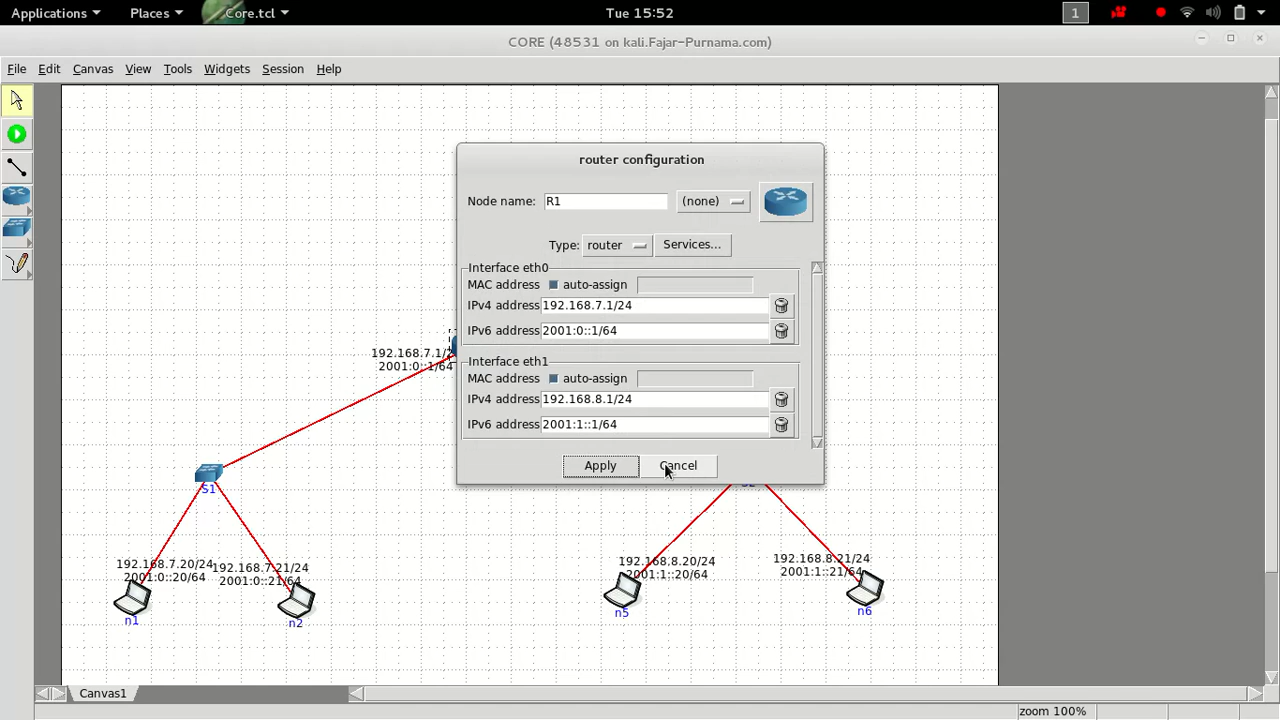 Applications Places Core.tcl Tue 15:52 1
CORE (48531 on kali.Fajar-Purnama.com)
File Edit Canvas View Tools Widgets Session Help
router configuration
Node name: R1 (none)
Type: router Services...
Interface eth0
MAC address auto-assign
IPv4 address 192.168.7.1/24
IPv6 address 2001:0::1/64
Interface eth1
MAC address auto-assign
IPv4 address 192.168.8.1/24
IPv6 address 2001:1::1/64
Apply Cancel
192.168.7.1/2
2001:0::1/64
S1
192.168.7.20/24
2001:0::20/64
n1
192.168.7.21/24
2001:0::21/64
n2
192.168.8.20/24
2001:1::20/64
n5
192.168.8.21/24
2001:1::21/64
n6
Canvas1
zoom 100%